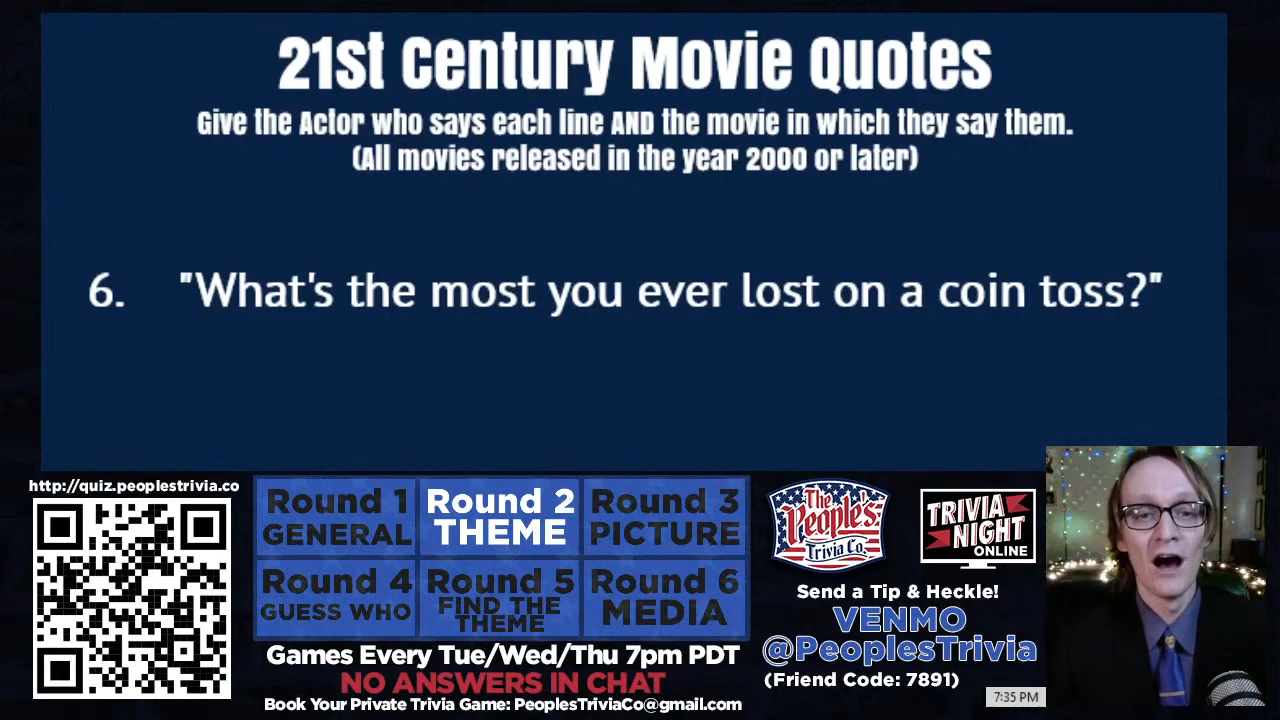 21st Century Movie Quotes
Give the Actor who says each line AND the movie in which they say them.
(All movies released in the year 2000 or later)
6. "What's the most you ever lost on a coin toss?"
http://quiz.peoplestrivia.co
Round 1
GENERAL
Round 2
THEME
Round 3
PICTURE
Round 4
GUESS WHO
Round 5
FIND THE
THEME
Round 6
MEDIA
Games Every Tue/Wed/Thu 7pm PDT
NO ANSWERS IN CHAT
Book Your Private Trivia Game: PeoplesTriviaCo@gmail.com
The
People's
Trivia Co.
TRIVIA
NIGHT
ONLINE
Send a Tip & Heckle!
VENMO
@PeoplesTrivia
(Friend Code: 7891)
7:35 PM